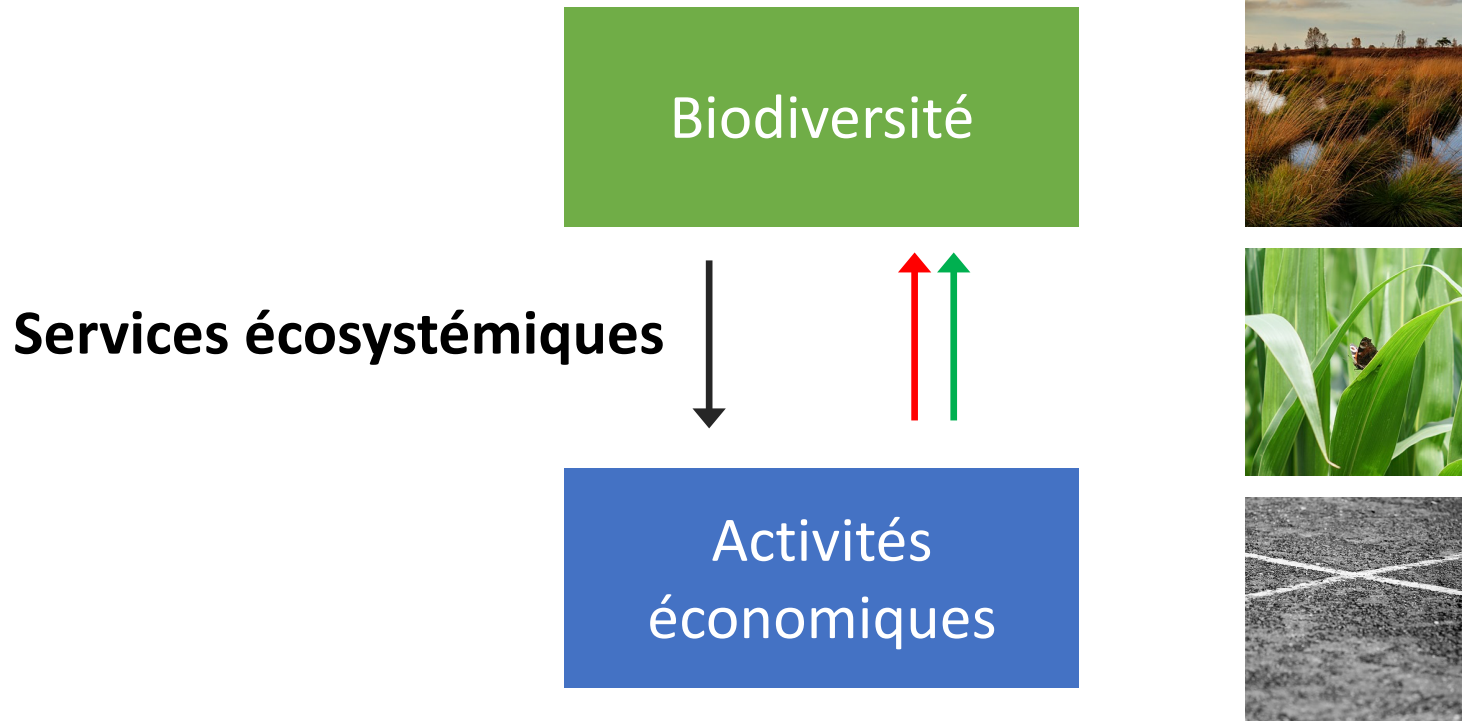 Biodiversité
Services écosystémiques
Activités
économiques